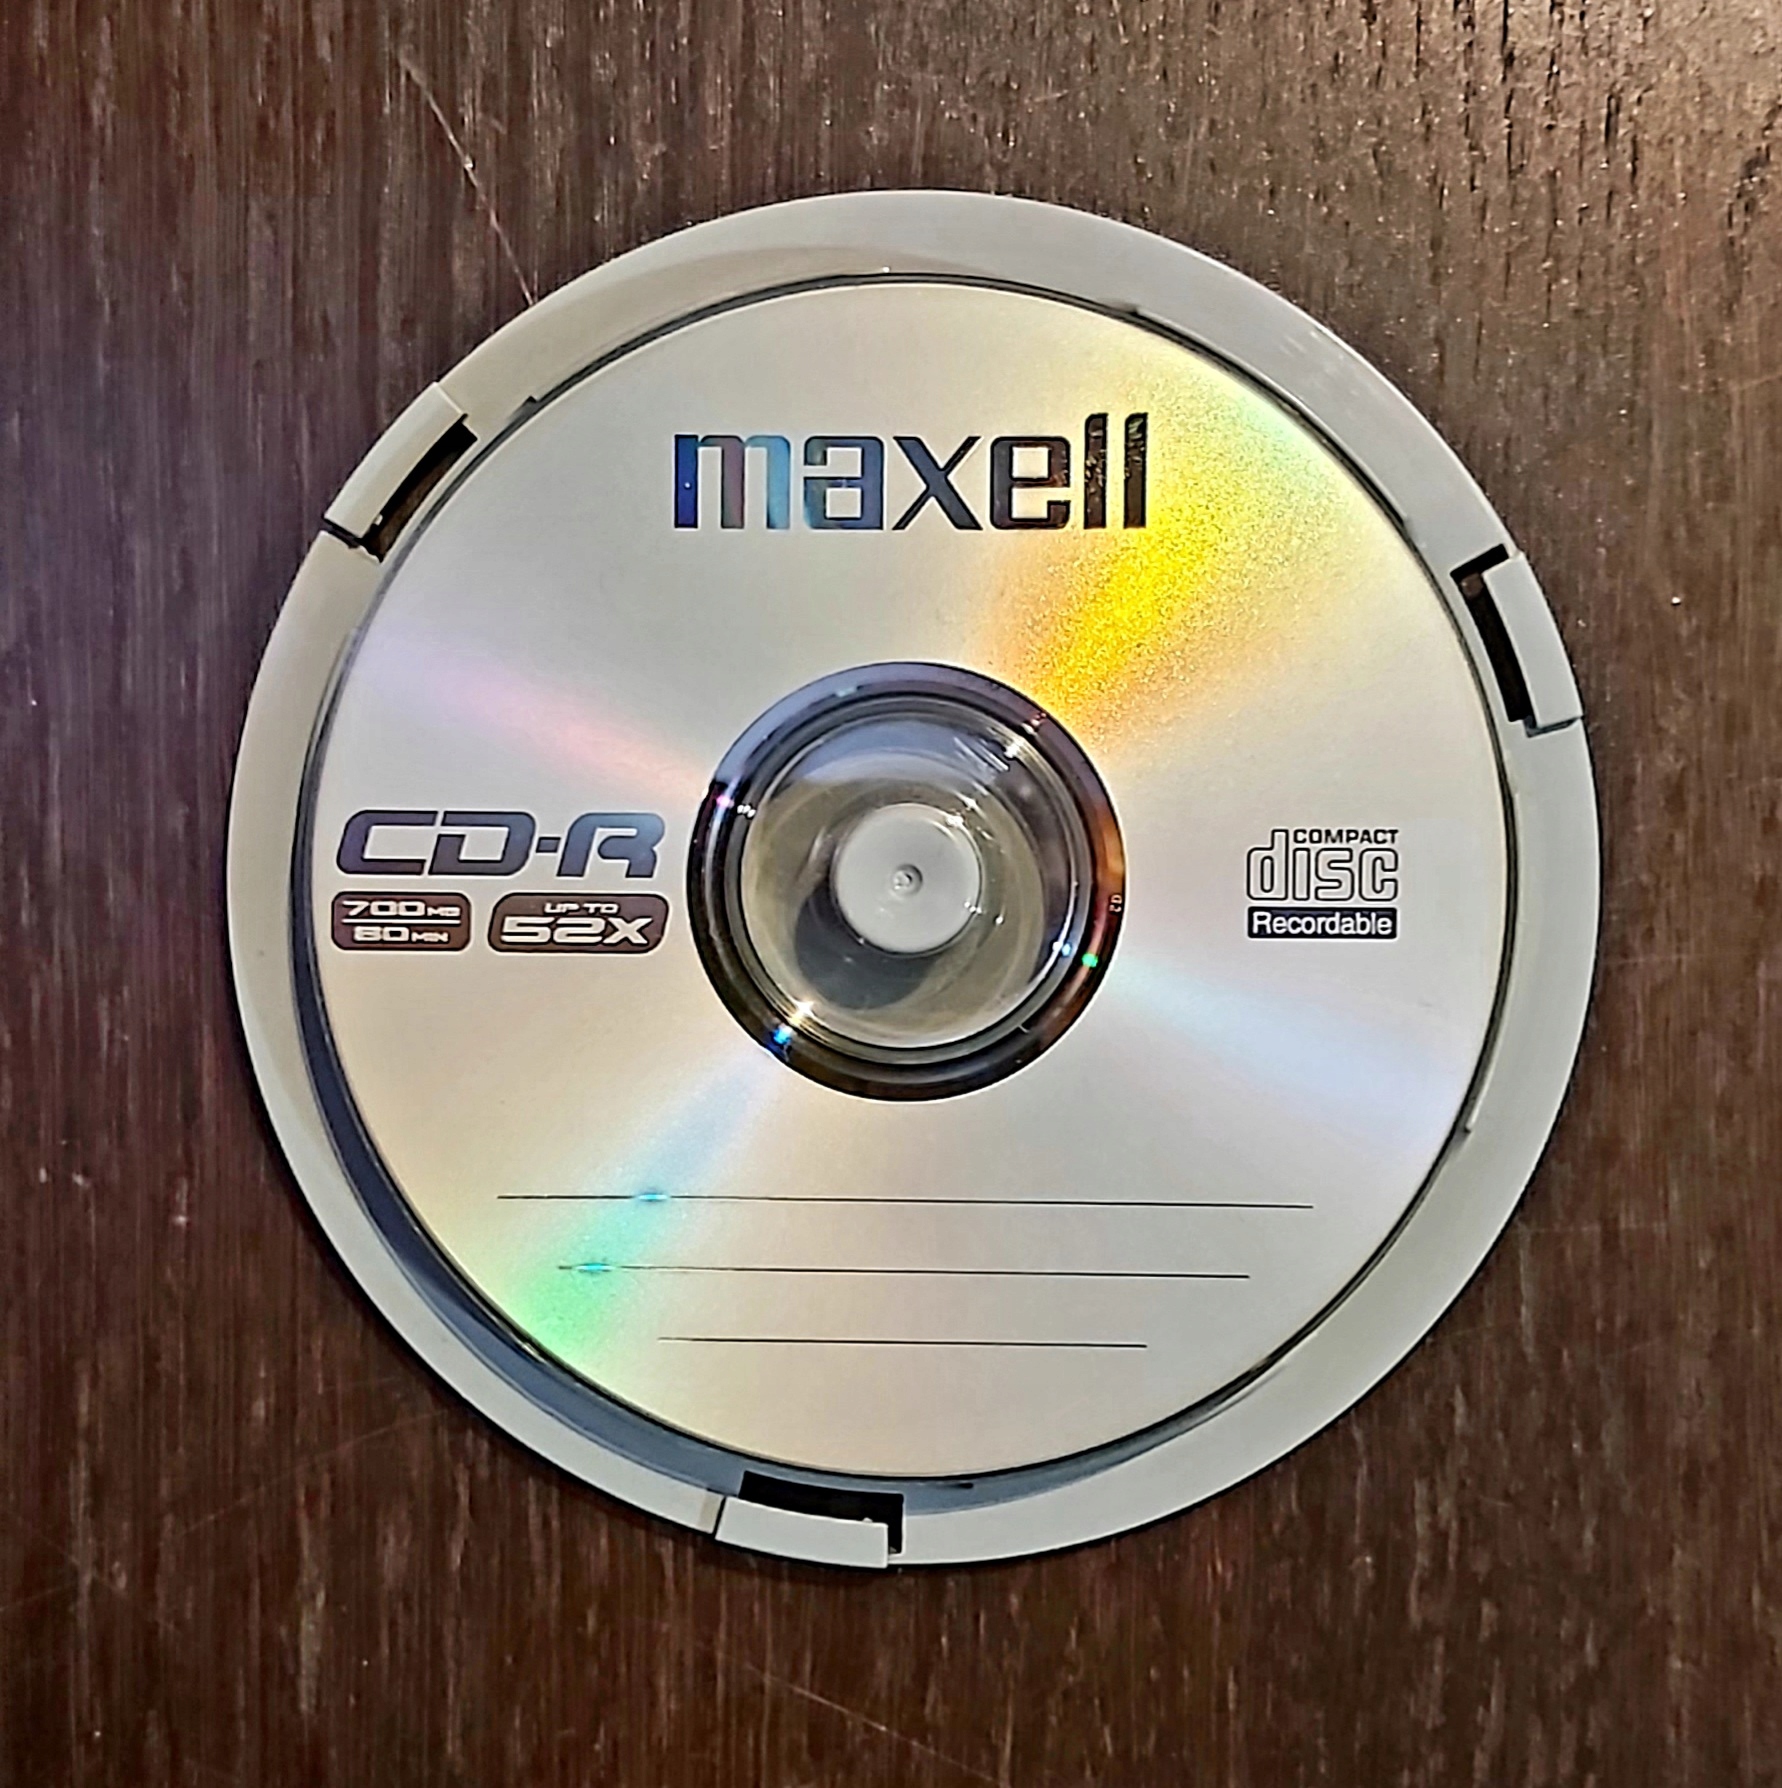 maxell
CD-R
700MB
80MIN
UP TO
52X
COMPACT
disc
Recordable